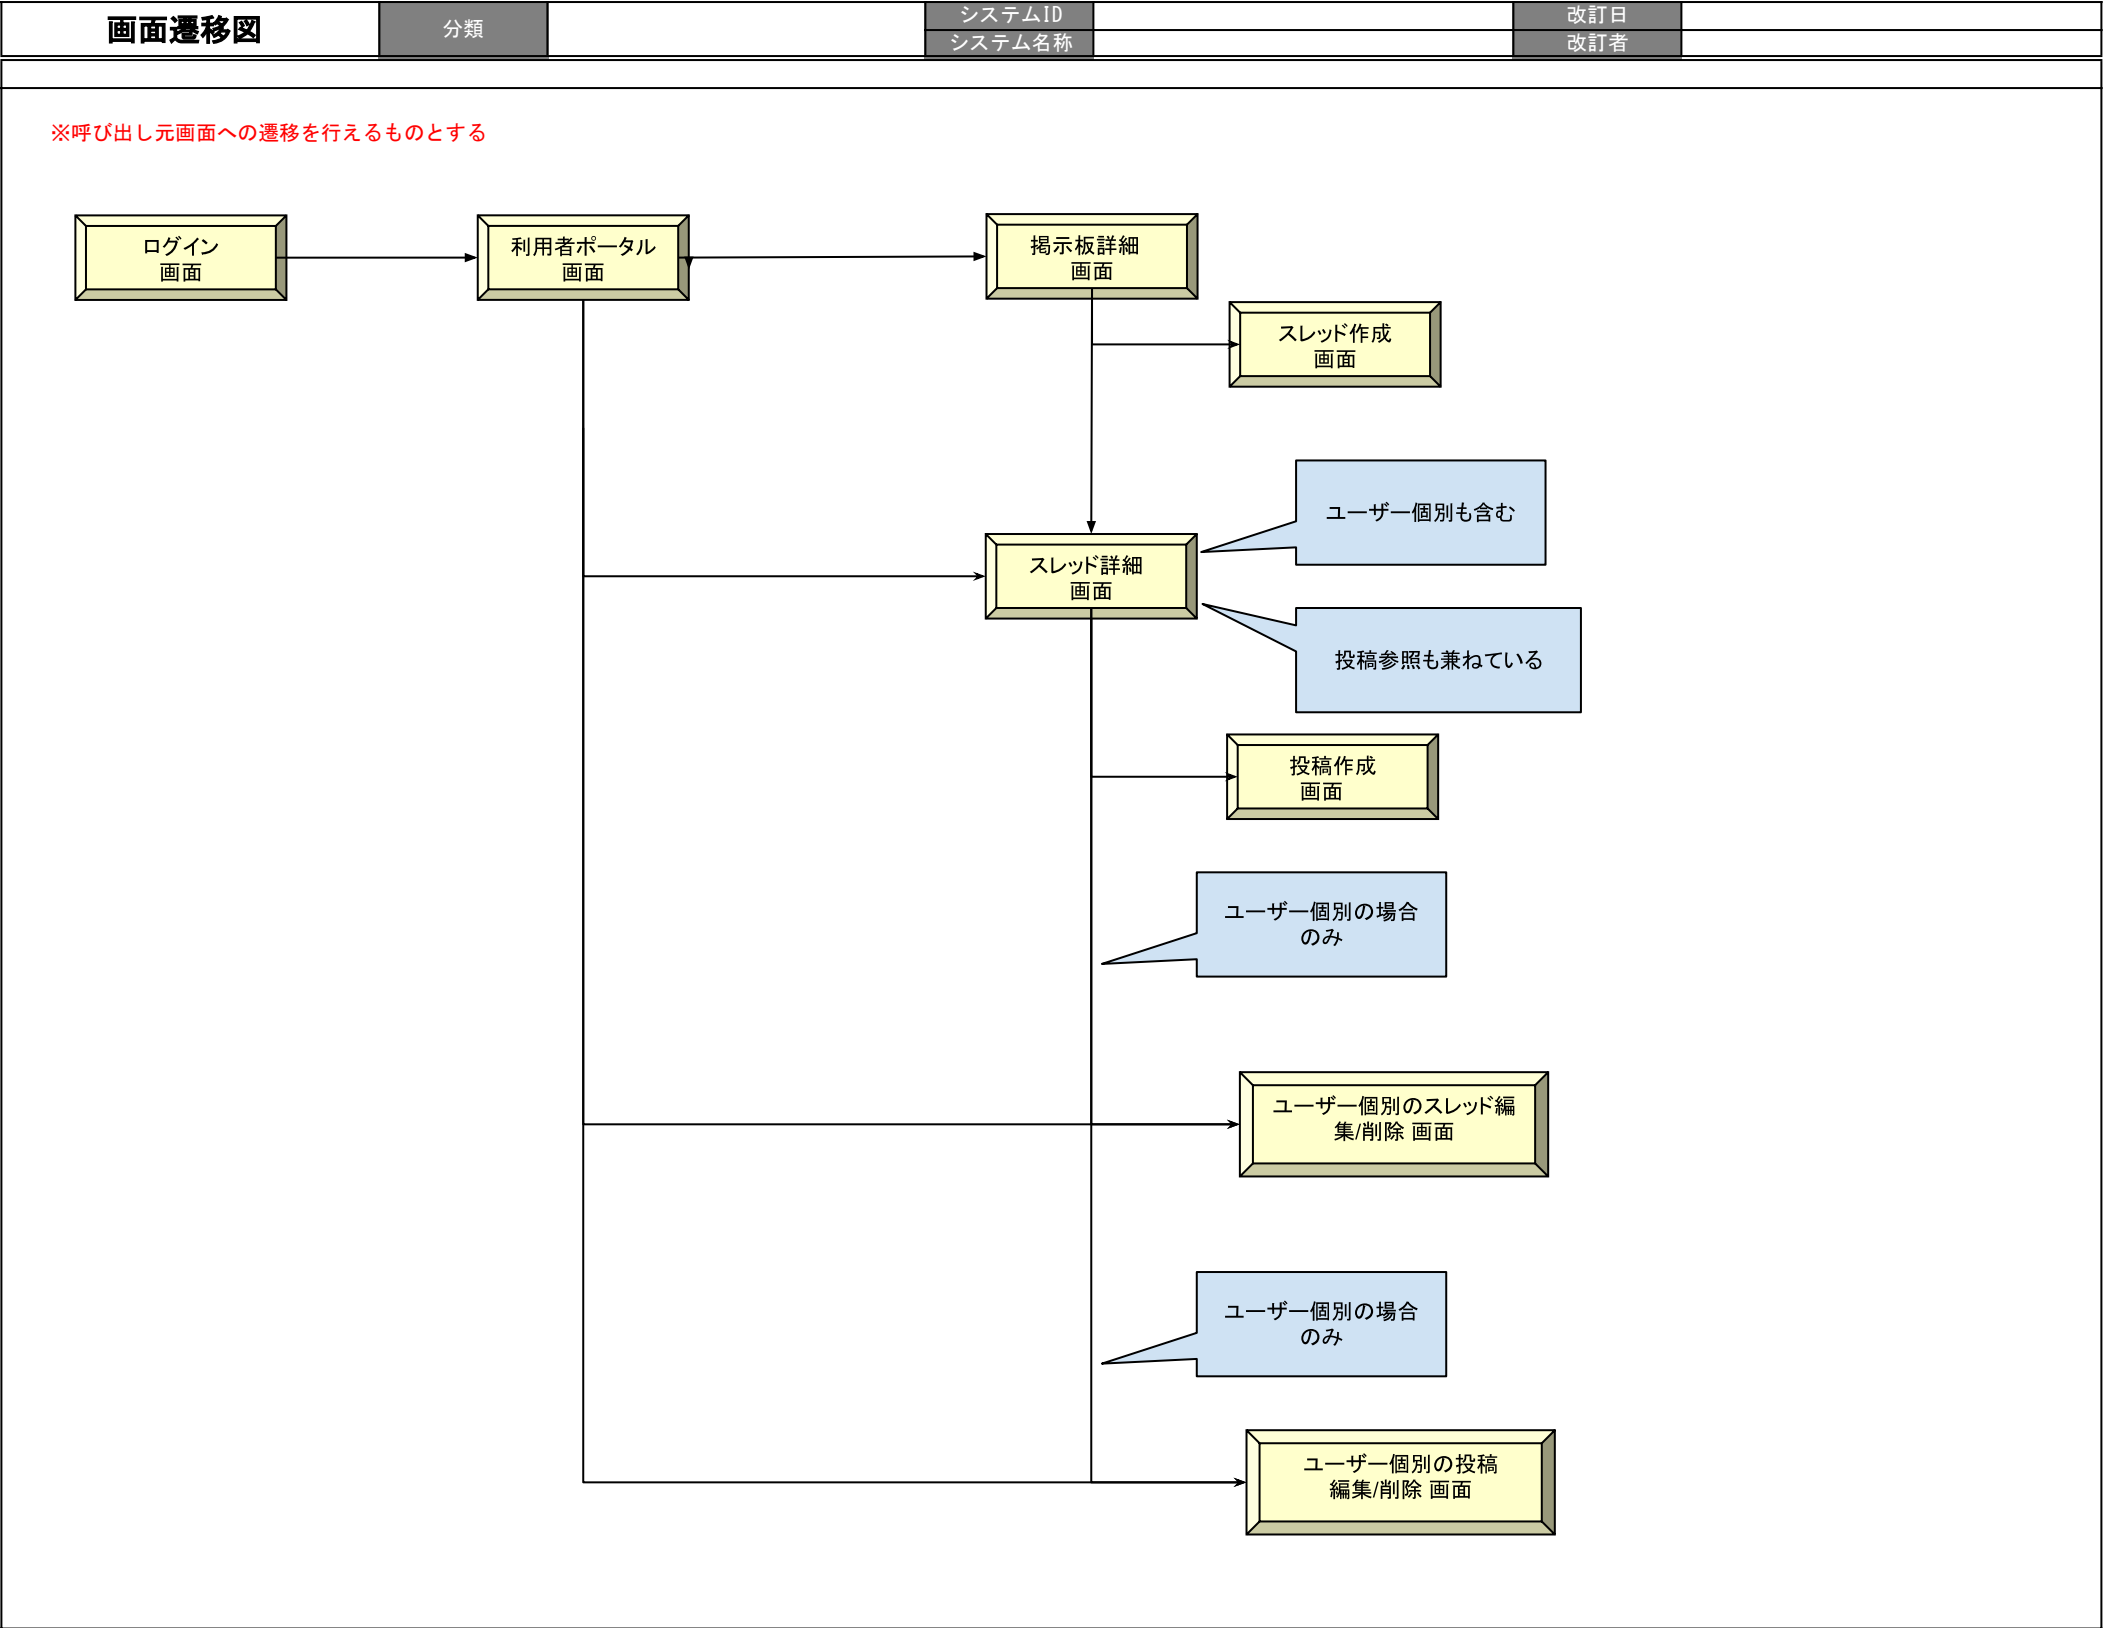 画面遷移図
分類
システムID
システム名称
改訂日
改訂者
※呼び出し元画面への遷移を行えるものとする
ログイン
画面
利用者ポータル
画面
掲示板詳細
画面
スレッド作成
画面
ユーザー個別も含む
スレッド詳細
画面
投稿参照も兼ねている
投稿作成
画面
ユーザー個別の場合
のみ
ユーザー個別のスレッド編
集/削除 画面
ユーザー個別の場合
のみ
ユーザー個別の投稿
編集/削除 画面